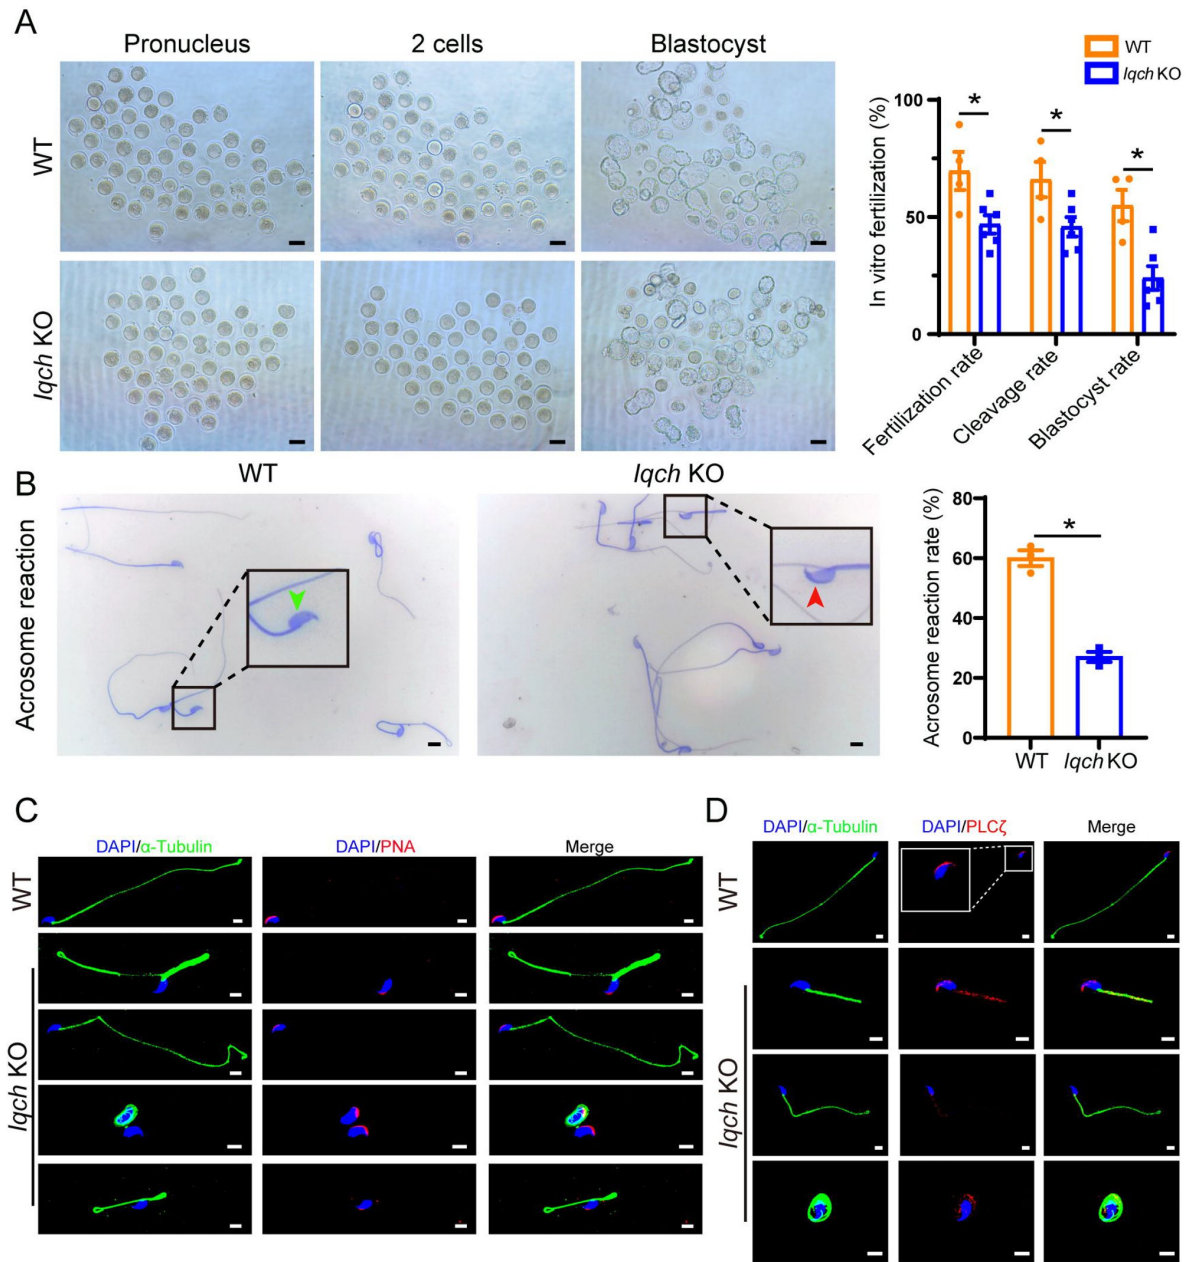 A
Pronucleus
2 cells
Blastocyst
WT
Iqch KO
WT
Iqch KO
In vitro fertilization (%)
100
50
0
*
*
*
Fertilization rate
Cleavage rate
Blastocyst rate
B
WT
Iqch KO
Acrosome reaction
Acrosome reaction rate (%)
80
60
40
20
0
*
WT
Iqch KO
C
DAPI/α-Tubulin
DAPI/PNA
Merge
WT
Iqch KO
D
DAPI/α-Tubulin
DAPI/PLCζ
Merge
WT
Iqch KO